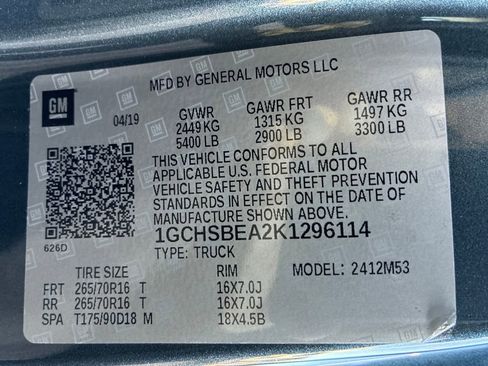 MFD BY GENERAL MOTORS LLC
GM
04/19
GVWR GAWR FRT GAWR RR
2449 KG 1315 KG 1497 KG
5400 LB 2900 LB 3300 LB
THIS VEHICLE CONFORMS TO ALL
APPLICABLE U.S. FEDERAL MOTOR
VEHICLE SAFETY AND THEFT PREVENTION
STANDARDS IN EFFECT ON THE DATE OF
MANUFACTURE SHOWN ABOVE.
626D
1GCHSBEA2K1296114
TYPE: TRUCK
TIRE SIZE RIM MODEL: 2412M53
FRT 265/70R16 T 16X7.0J
RR 265/70R16 T 16X7.0J
SPA T175/90D18 M 18X4.5B